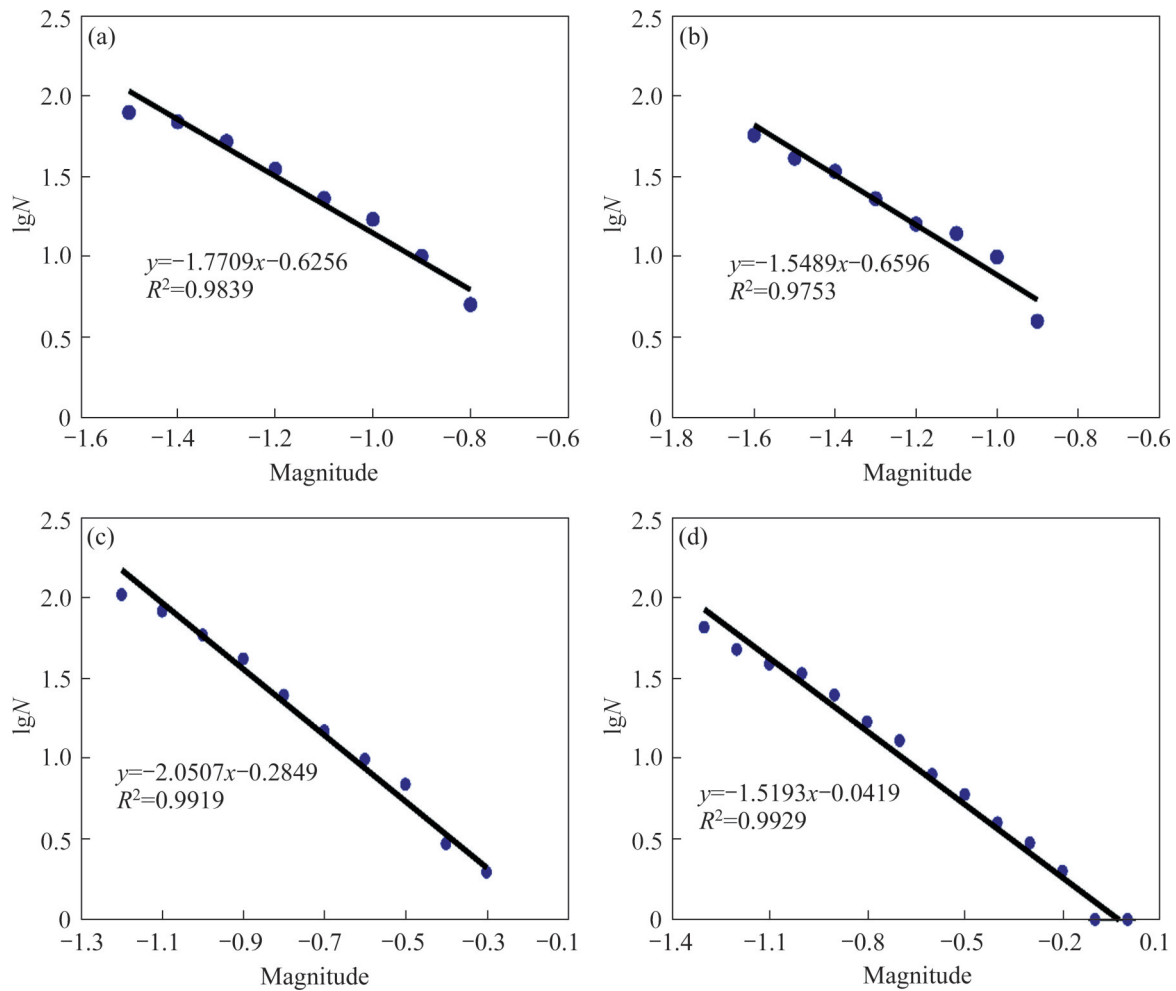 (a)
2.5
2.0
1.5
1.0
0.5
0
lgN
y=−1.7709x−0.6256
R²=0.9839
−1.6 −1.4 −1.2 −1.0 −0.8 −0.6
Magnitude
(b)
2.5
2.0
1.5
1.0
0.5
0
lgN
y=−1.5489x−0.6596
R²=0.9753
−1.8 −1.6 −1.4 −1.2 −1.0 −0.8 −0.6
Magnitude
(c)
2.5
2.0
1.5
1.0
0.5
0
lgN
y=−2.0507x−0.2849
R²=0.9919
−1.3 −1.1 −0.9 −0.7 −0.5 −0.3 −0.1
Magnitude
(d)
2.5
2.0
1.5
1.0
0.5
0
lgN
y=−1.5193x−0.0419
R²=0.9929
−1.4 −1.1 −0.8 −0.5 −0.2 0.1
Magnitude